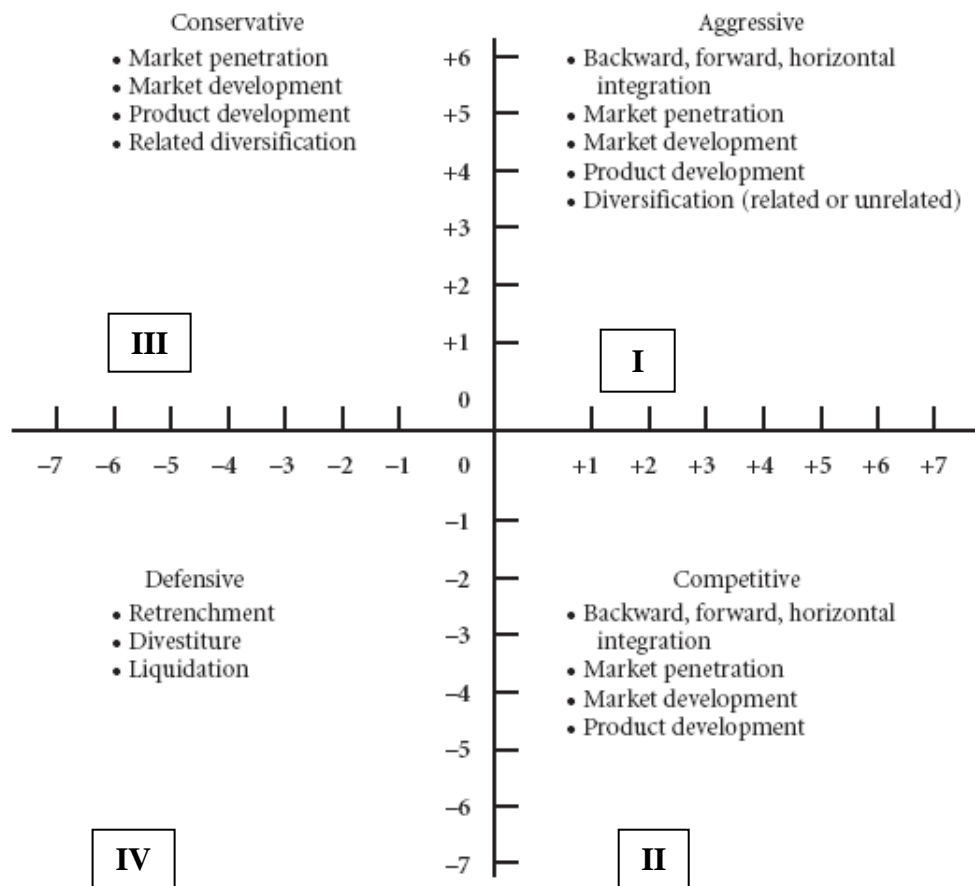 Conservative
• Market penetration
• Market development
• Product development
• Related diversification
Aggressive
• Backward, forward, horizontal
integration
• Market penetration
• Market development
• Product development
• Diversification (related or unrelated)
+6
+5
+4
+3
+2
+1
0
III
I
–7 –6 –5 –4 –3 –2 –1 0 +1 +2 +3 +4 +5 +6 +7
–1
–2
–3
–4
–5
–6
–7
Defensive
• Retrenchment
• Divestiture
• Liquidation
Competitive
• Backward, forward, horizontal
integration
• Market penetration
• Market development
• Product development
IV
II